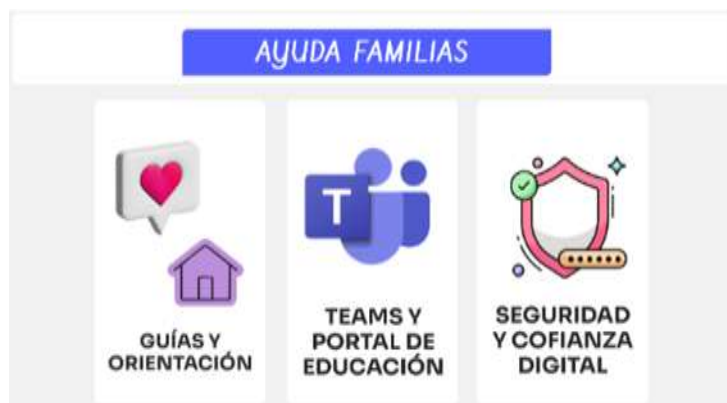 AYUDA FAMILIAS
GUÍAS Y
ORIENTACIÓN
T
TEAMS Y
PORTAL DE
EDUCACIÓN
SEGURIDAD
Y COFIANZA
DIGITAL